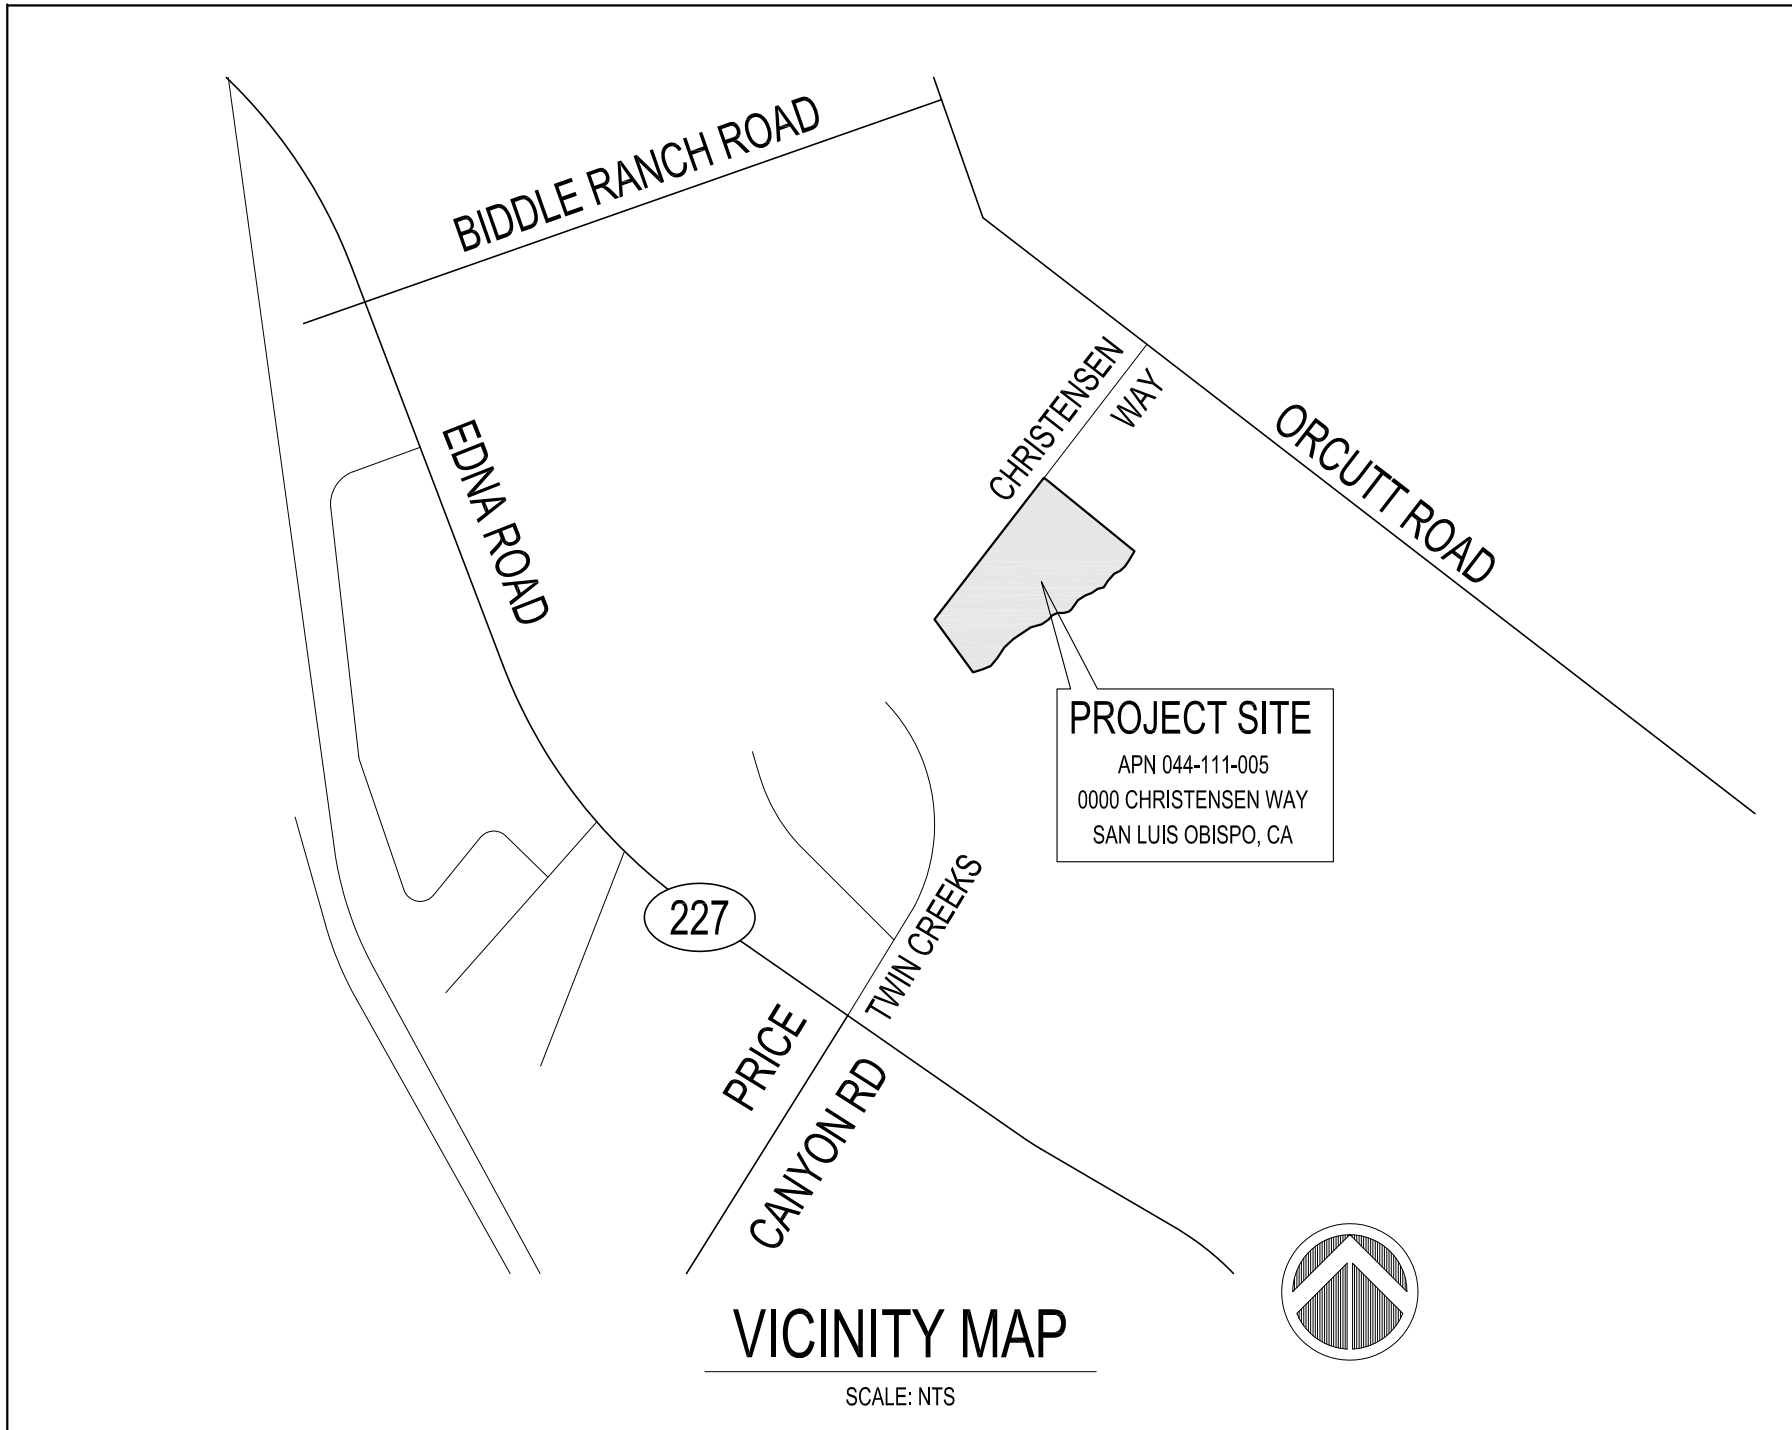 BIDDLE RANCH ROAD
CHRISTENSEN
WAY
ORCUTT ROAD
EDNA ROAD
PROJECT SITE
APN 044-111-005
0000 CHRISTENSEN WAY
SAN LUIS OBISPO, CA
227
TWIN CREEKS
PRICE
CANYON RD
VICINITY MAP
SCALE: NTS